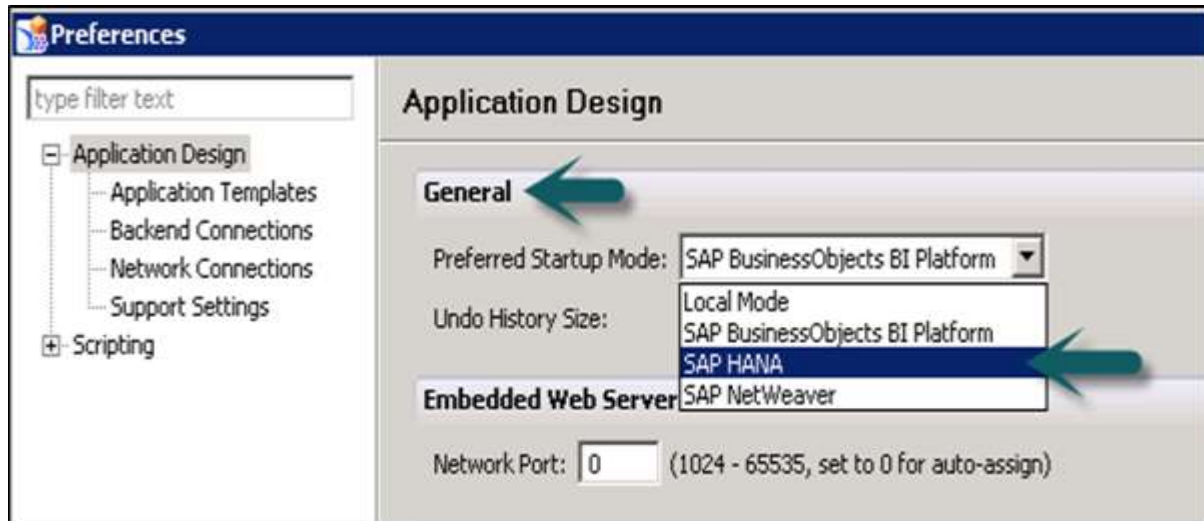 Preferences
type filter text
Application Design
Application Templates
Backend Connections
Network Connections
Support Settings
Scripting
Application Design
General
Preferred Startup Mode: SAP BusinessObjects BI Platform
Local Mode
Undo History Size:
SAP BusinessObjects BI Platform
SAP HANA
SAP NetWeaver
Embedded Web Server
Network Port: 0 (1024 - 65535, set to 0 for auto-assign)